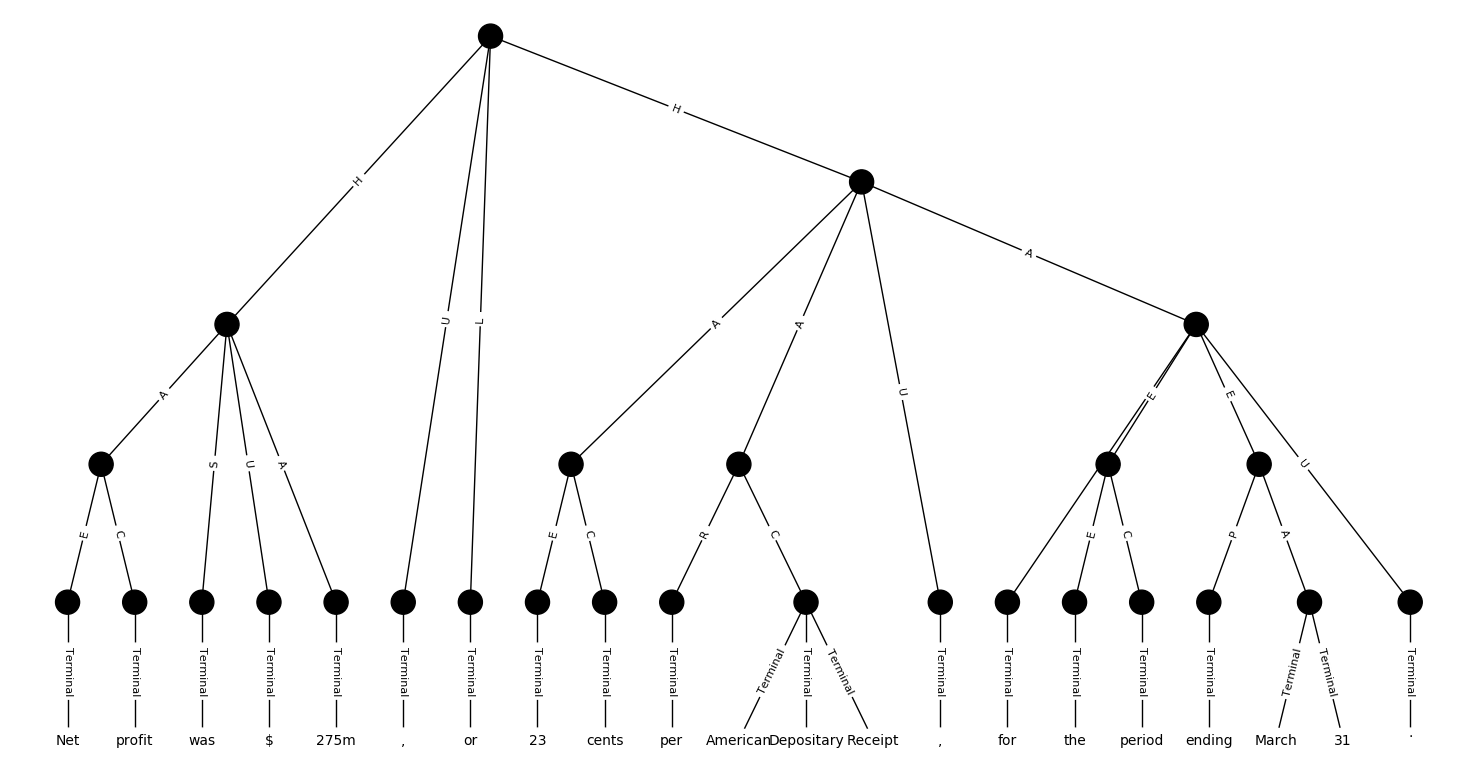 H
H
H
A
U
L
A
A
A
A
S
U
A
U
E
E
U
E
C
E
C
R
C
E
C
P
A
Terminal Terminal Terminal Terminal Terminal Terminal Terminal Terminal Terminal Terminal Terminal Terminal Terminal Terminal Terminal Terminal Terminal Terminal Terminal Terminal Terminal
Net profit was $ 275m , or 23 cents per American Depositary Receipt , for the period ending March 31 .